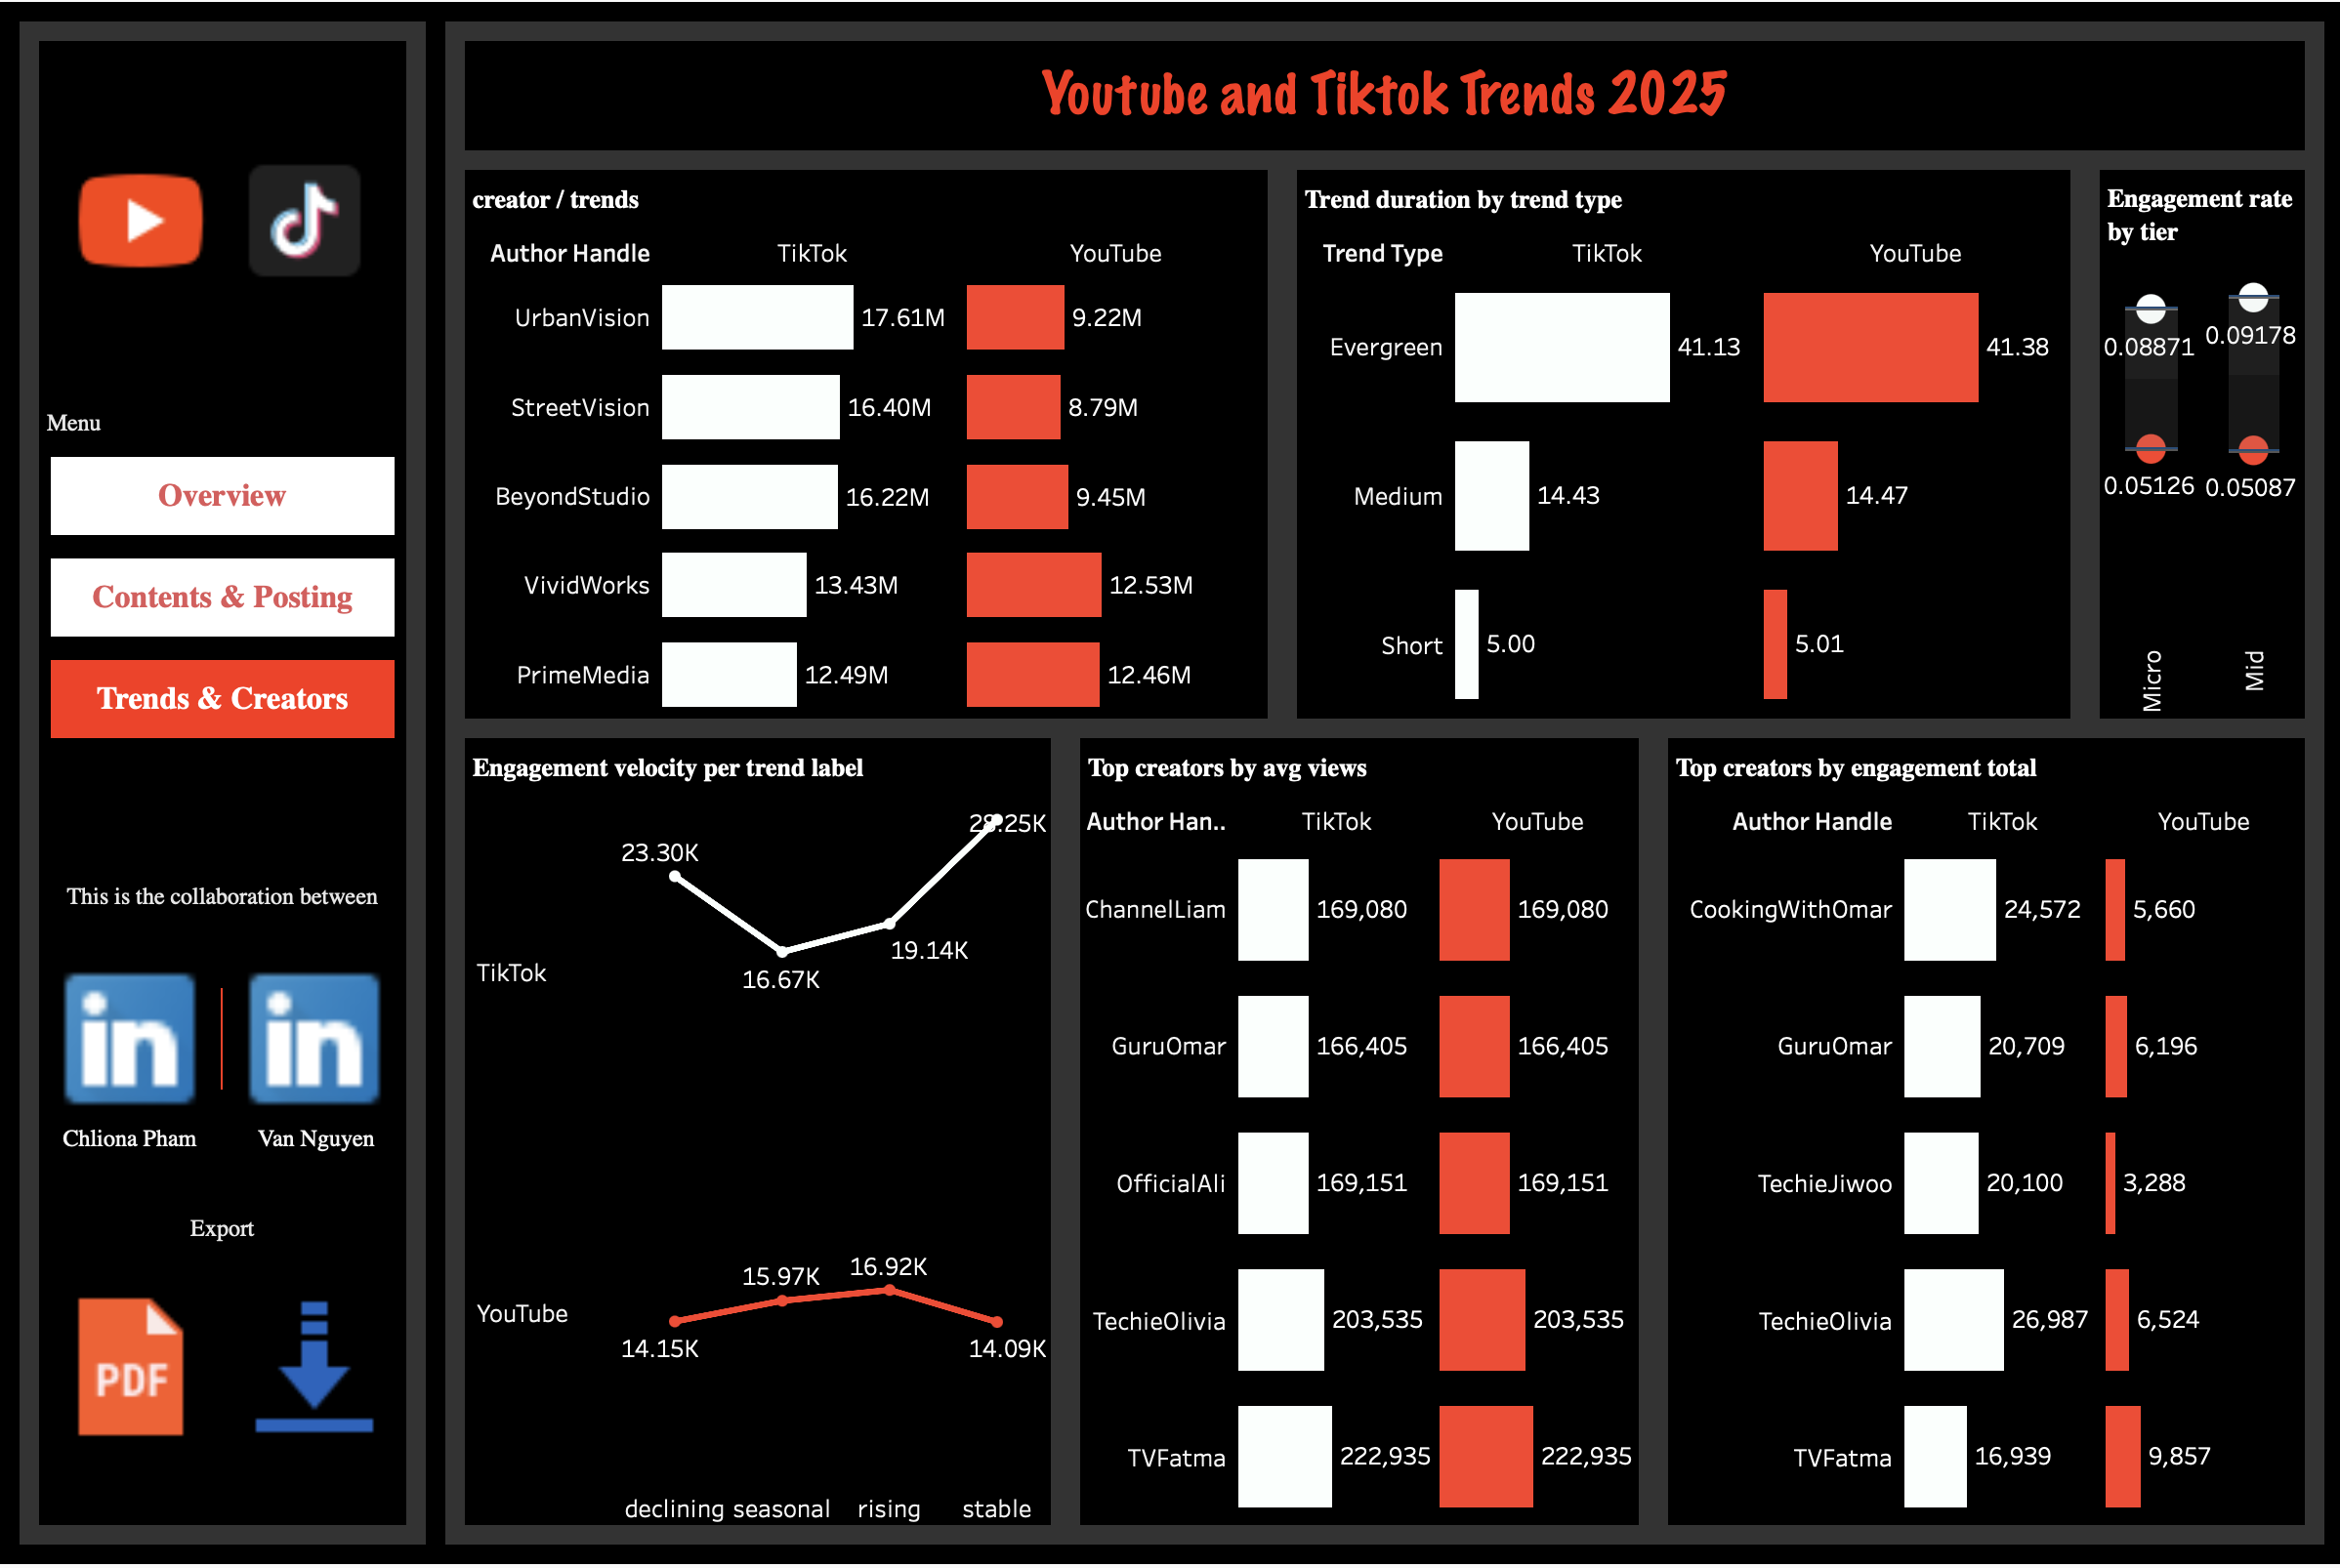 Youtube and Tiktok Trends 2025
Menu
Overview
Contents & Posting
Trends & Creators
This is the collaboration between
in in
Chliona Pham Van Nguyen
Export
PDF
creator / trends
Author Handle TikTok YouTube
UrbanVision 17.61M 9.22M
StreetVision 16.40M 8.79M
BeyondStudio 16.22M 9.45M
VividWorks 13.43M 12.53M
PrimeMedia 12.49M 12.46M
Trend duration by trend type
Trend Type TikTok YouTube
Evergreen 41.13 41.38
Medium 14.43 14.47
Short 5.00 5.01
Engagement rate
by tier
0.08871 0.09178
0.05126 0.05087
Micro Mid
Engagement velocity per trend label
28.25K
23.30K
19.14K
TikTok
16.67K
15.97K 16.92K
YouTube
14.15K 14.09K
declining seasonal rising stable
Top creators by avg views
Author Han.. TikTok YouTube
ChannelLiam 169,080 169,080
GuruOmar 166,405 166,405
OfficialAli 169,151 169,151
TechieOlivia 203,535 203,535
TVFatma 222,935 222,935
Top creators by engagement total
Author Handle TikTok YouTube
CookingWithOmar 24,572 5,660
GuruOmar 20,709 6,196
TechieJiwoo 20,100 3,288
TechieOlivia 26,987 6,524
TVFatma 16,939 9,857